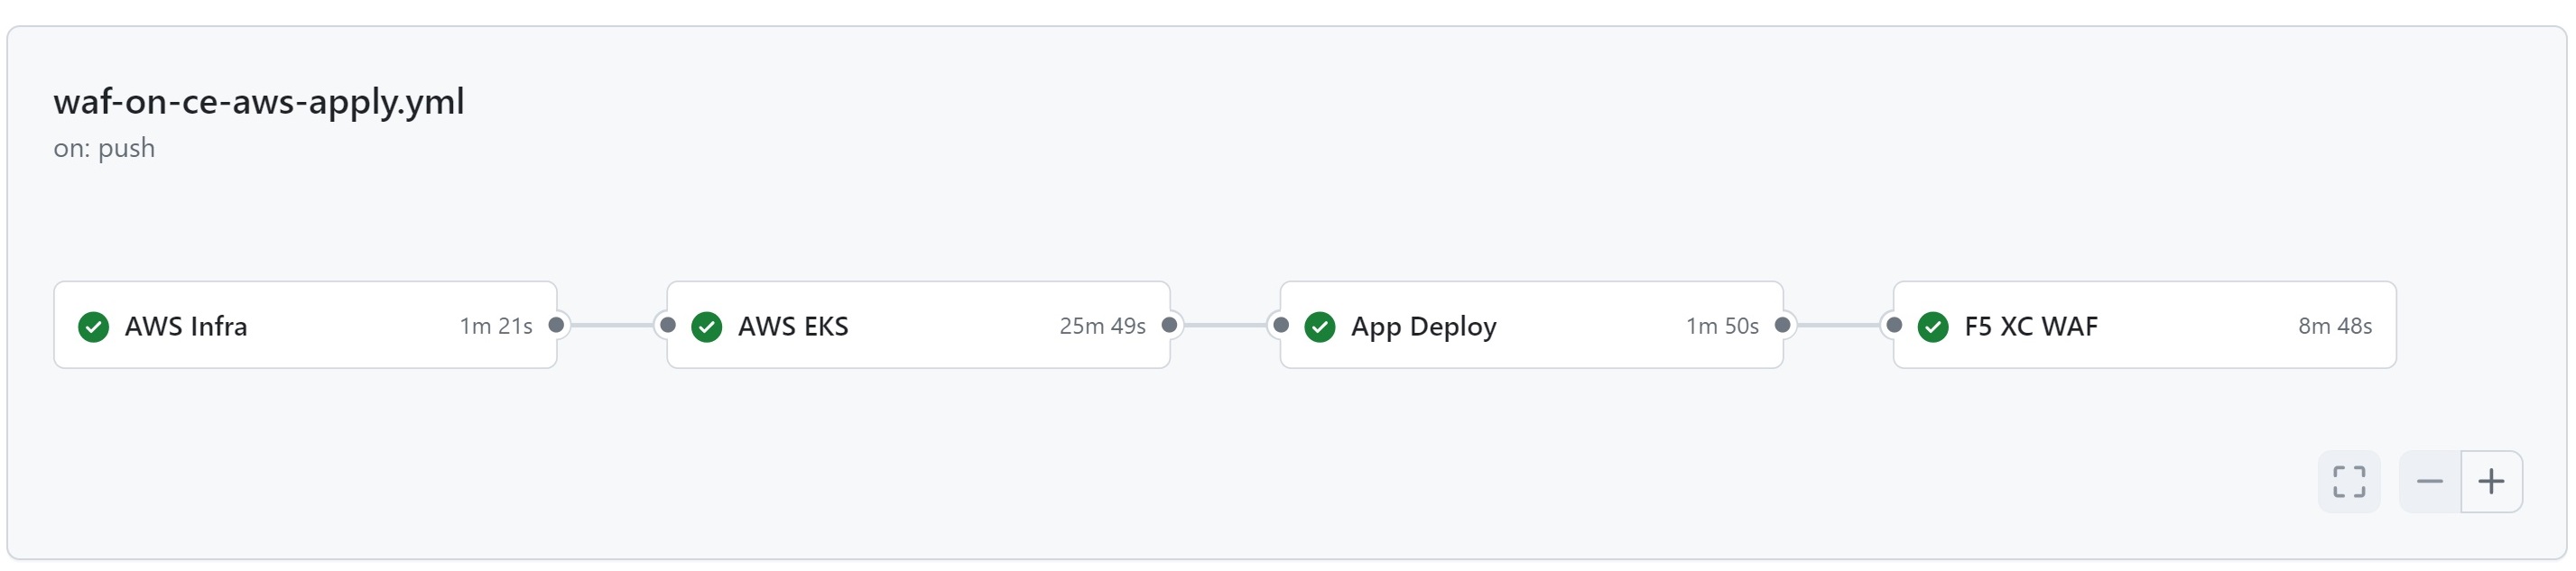 waf-on-ce-aws-apply.yml
on: push
AWS Infra 1m 21s
AWS EKS 25m 49s
App Deploy 1m 50s
F5 XC WAF 8m 48s